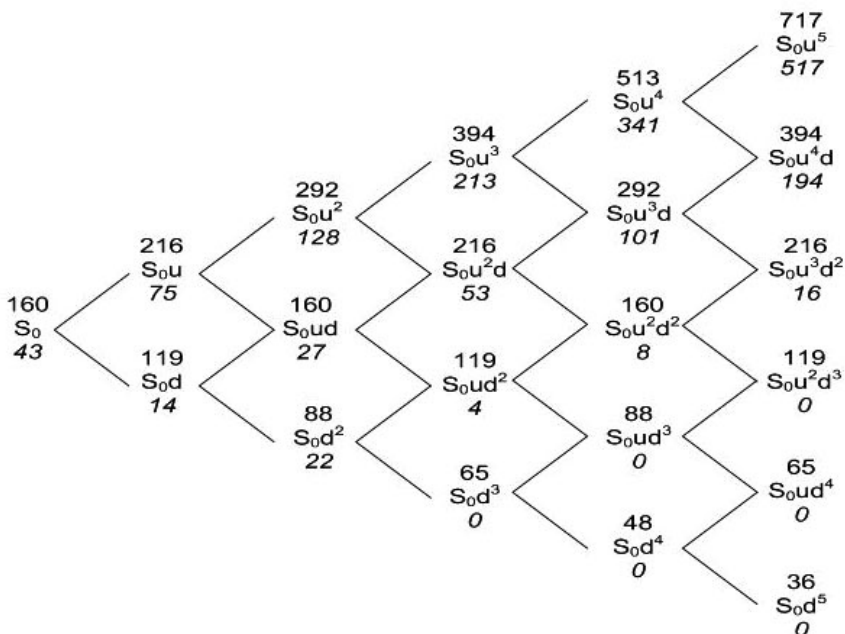 160
S₀
43
216
S₀u
75
119
S₀d
14
292
S₀u²
128
160
S₀ud
27
88
S₀d²
22
394
S₀u³
213
216
S₀u²d
53
119
S₀ud²
4
65
S₀d³
0
513
S₀u⁴
341
292
S₀u³d
101
160
S₀u²d²
8
88
S₀ud³
0
48
S₀d⁴
0
717
S₀u⁵
517
394
S₀u⁴d
194
216
S₀u³d²
16
119
S₀u²d³
0
65
S₀ud⁴
0
36
S₀d⁵
0